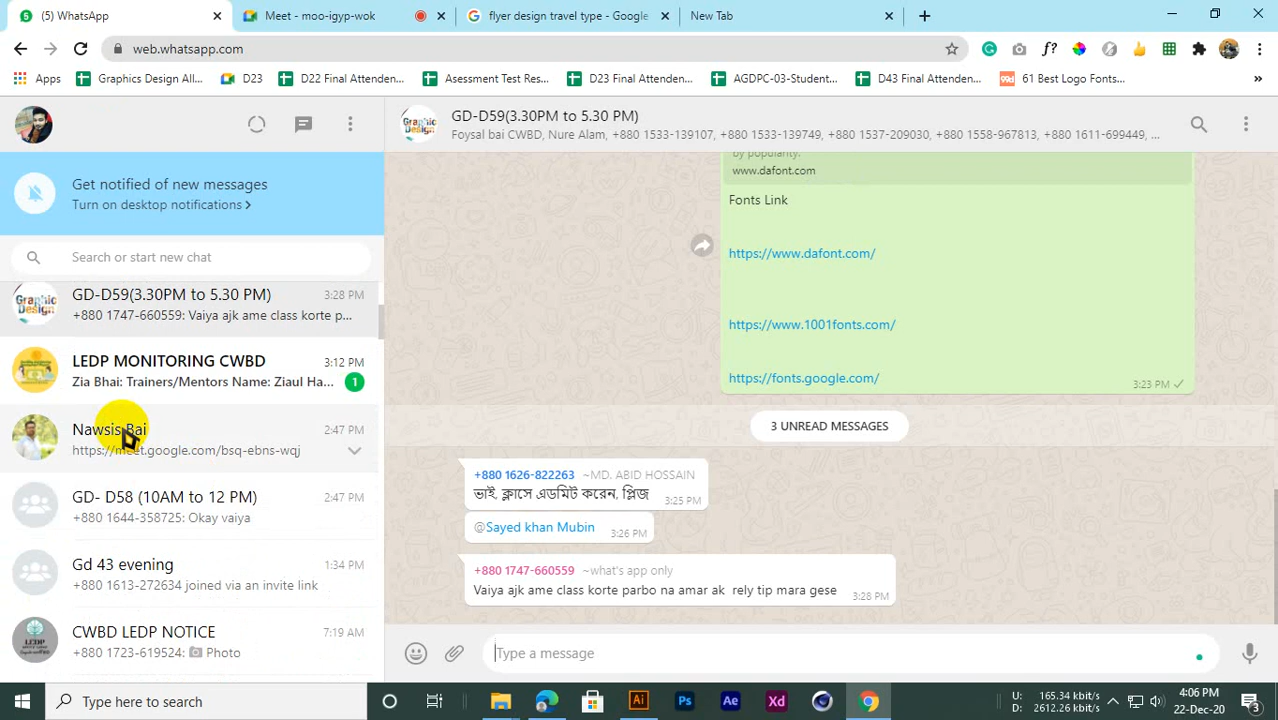 (5) WhatsApp
Meet - moo-igyp-wok
flyer design travel type - Google
New Tab
web.whatsapp.com
Apps
Graphics Design All...
D23
D22 Final Attenden...
Asessment Test Res...
D23 Final Attenden...
AGDPC-03-Student...
D43 Final Attenden...
61 Best Logo Fonts...
Get notified of new messages
Turn on desktop notifications >
Search or start new chat
GD-D59(3.30PM to 5.30 PM) 3:28 PM
+880 1747-660559: Vaiya ajk ame class korte p...
LEDP MONITORING CWBD 3:12 PM
Zia Bhai: Trainers/Mentors Name: Ziaul Ha... 1
Nawsis Bai 2:47 PM
https://meet.google.com/bsq-ebns-wqj
GD- D58 (10AM to 12 PM) 2:47 PM
+880 1644-358725: Okay vaiya
Gd 43 evening 1:34 PM
+880 1613-272634 joined via an invite link
CWBD LEDP NOTICE 7:19 AM
+880 1723-619524: Photo
GD-D59(3.30PM to 5.30 PM)
Foysal bai CWBD, Nure Alam, +880 1533-139107, +880 1533-139749, +880 1537-209030, +880 1558-967813, +880 1611-659449, ...
by popularity.
www.dafont.com
Fonts Link
https://www.dafont.com/
https://www.1001fonts.com/
https://fonts.google.com/
3:23 PM
3 UNREAD MESSAGES
+880 1626-822263 ~MD. ABID HOSSAIN
ভাই, ক্লাসে এডমিট করেন, প্লিজ 3:25 PM
@Sayed khan Mubin 3:26 PM
+880 1747-660559 ~what's app only
Vaiya ajk ame class korte parbo na amar ak rely tip mara gese 3:28 PM
Type a message
Type here to search
Ai
Ps
Ae
Xd
U: 165.34 kbit/s
D: 2612.26 kbit/s
4:06 PM
22-Dec-20
3